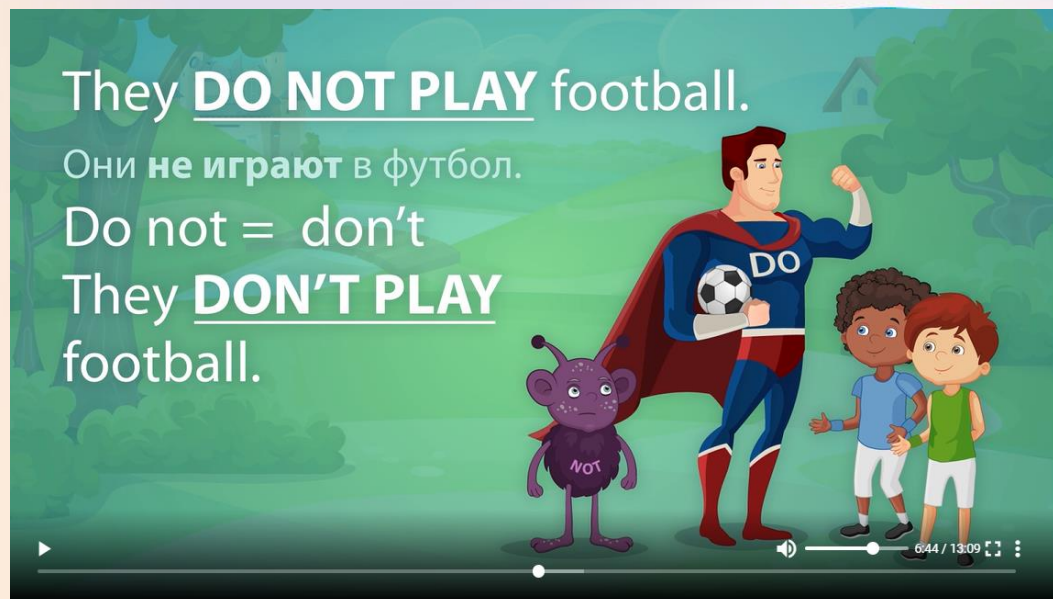 They DO NOT PLAY football.
Они не играют в футбол.
Do not = don’t
They DON’T PLAY
football.
DO
NOT
6:44 / 13:09